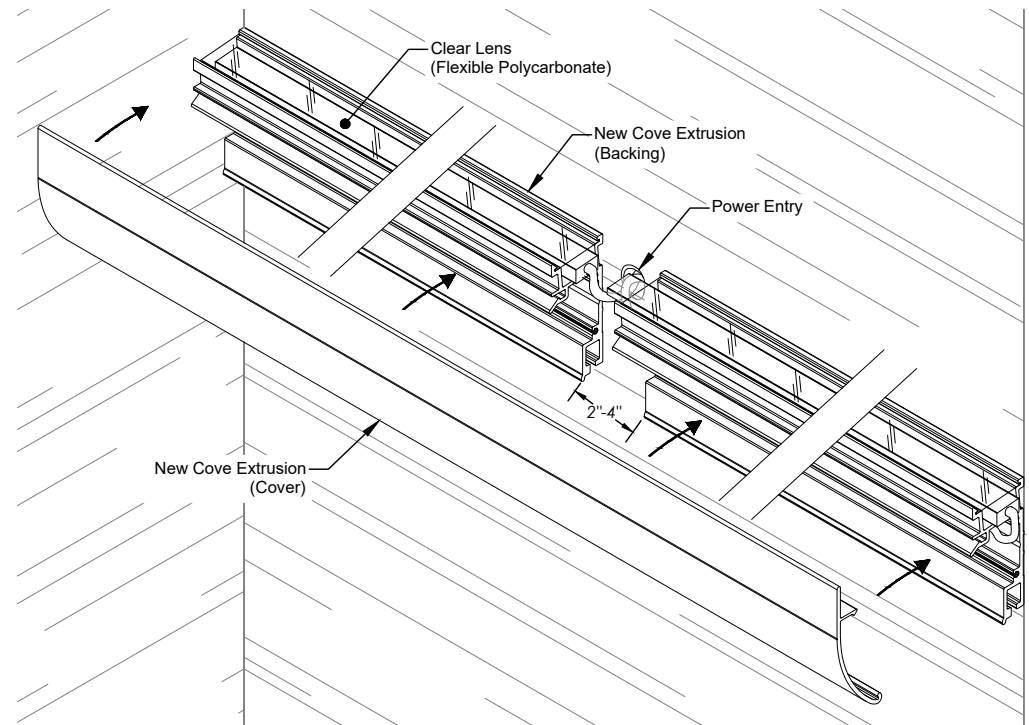 Clear Lens
(Flexible Polycarbonate)
New Cove Extrusion
(Backing)
Power Entry
2"-4"
New Cove Extrusion
(Cover)